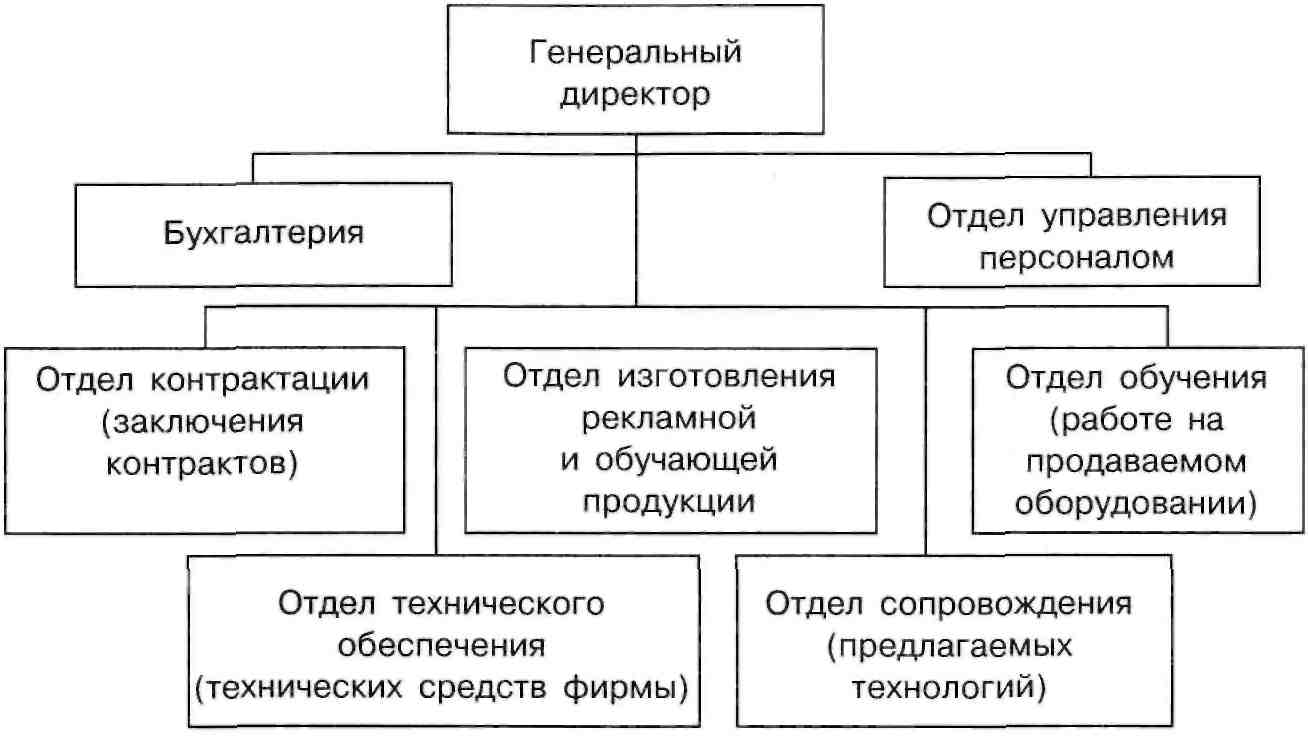 Генеральный
директор
Бухгалтерия
Отдел управления
персоналом
Отдел контрактации
(заключения
контрактов)
Отдел изготовления
рекламной
и обучающей
продукции
Отдел обучения
(работе на
продаваемом
оборудовании)
Отдел технического
обеспечения
(технических средств фирмы)
Отдел сопровождения
(предлагаемых
технологий)